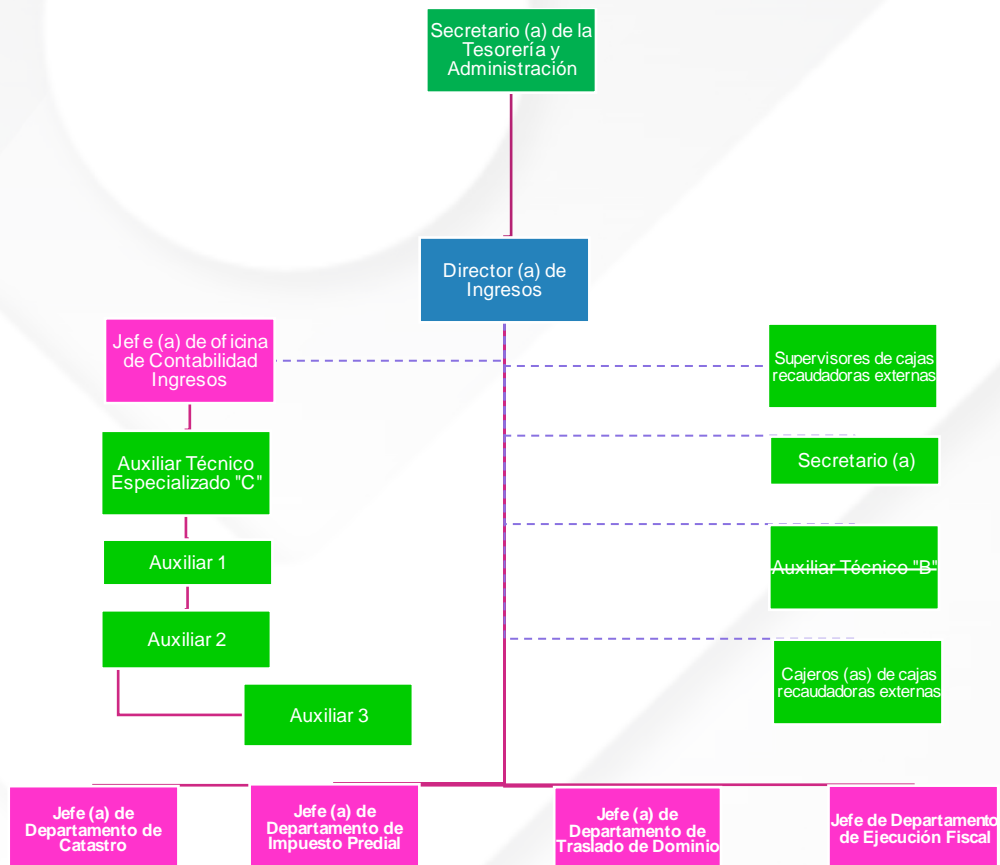 Secretario (a) de la
Tesorería y
Administración
Director (a) de
Ingresos
Jefe (a) de oficina
de Contabilidad
Ingresos
Supervisores de cajas
recaudadoras externas
Auxiliar Técnico
Especializado "C"
Secretario (a)
Auxiliar 1
Auxiliar Técnico "B"
Auxiliar 2
Cajeros (as) de cajas
recaudadoras externas
Auxiliar 3
Jefe (a) de
Departamento de
Catastro
Jefe (a) de
Departamento de
Impuesto Predial
Jefe (a) de
Departamento de
Traslado de Dominio
Jefe de Departamento
de Ejecución Fiscal